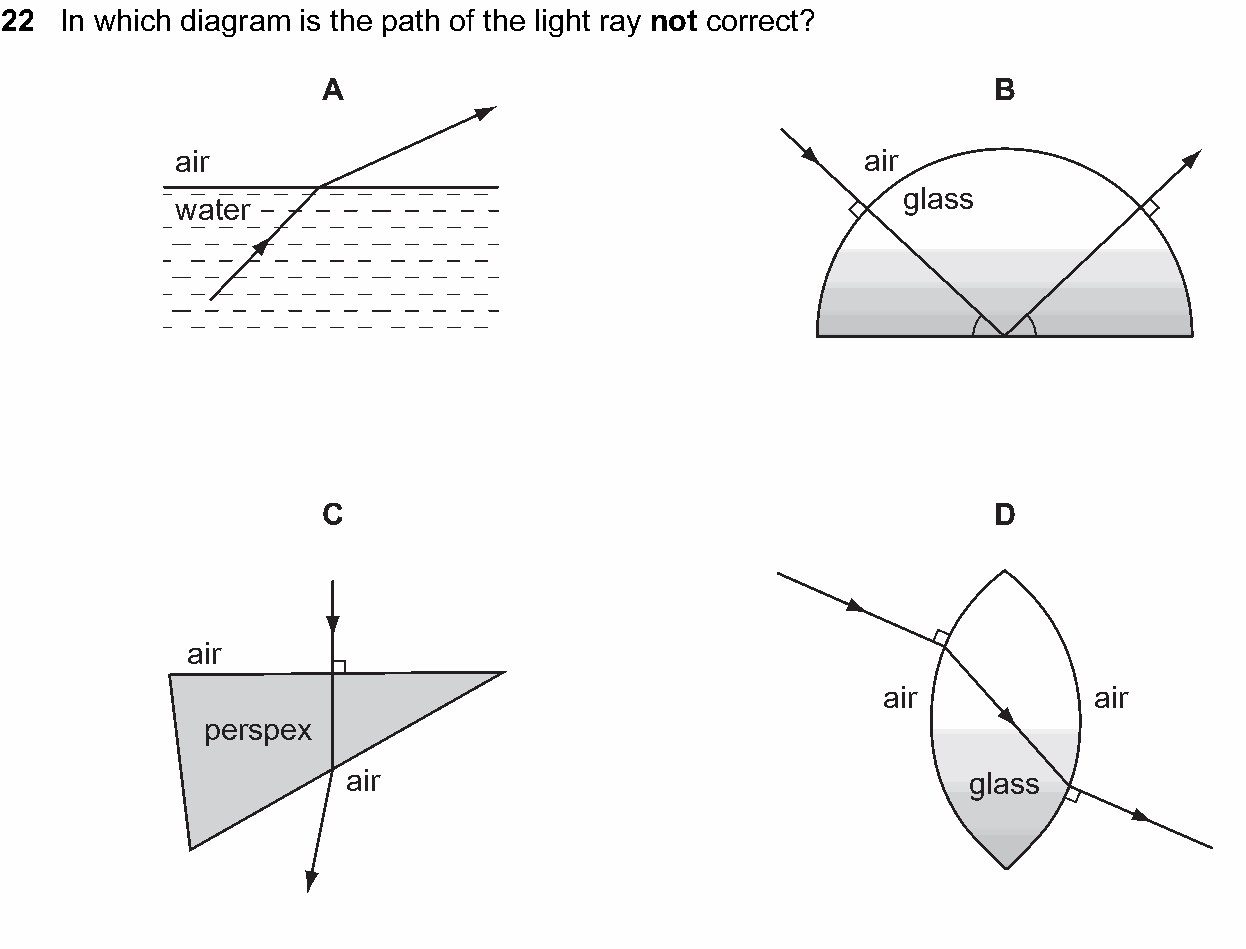 22 In which diagram is the path of the light ray not correct?
A
B
air
water
air
glass
C
D
air
perspex
air
air
air
glass